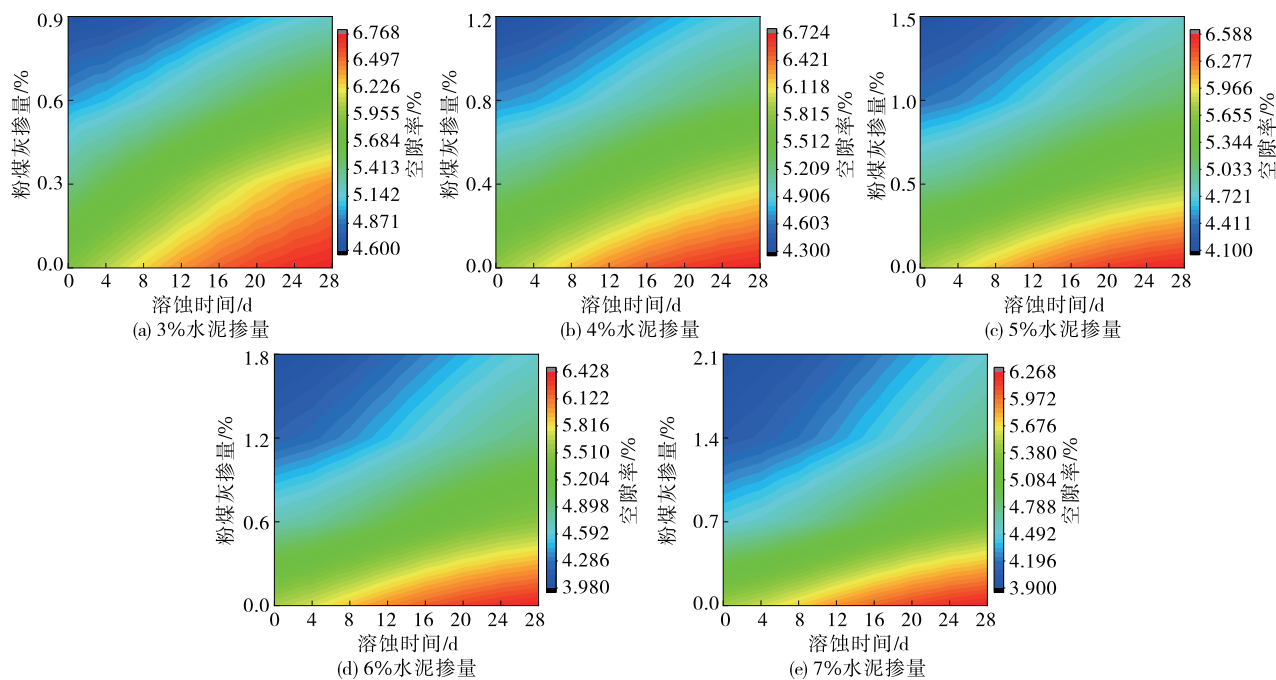 0.9
0.6
0.3
0.0
粉煤灰掺量/%
0 4 8 12 16 20 24 28
溶蚀时间/d
(a) 3%水泥掺量
6.768
6.497
6.226
5.955
5.684
5.413
5.142
4.871
4.600
空隙率/%
1.2
0.8
0.4
0.0
粉煤灰掺量/%
0 4 8 12 16 20 24 28
溶蚀时间/d
(b) 4%水泥掺量
6.724
6.421
6.118
5.815
5.512
5.209
4.906
4.603
4.300
空隙率/%
1.5
1.0
0.5
0.0
粉煤灰掺量/%
0 4 8 12 16 20 24 28
溶蚀时间/d
(c) 5%水泥掺量
6.588
6.277
5.966
5.655
5.344
5.033
4.721
4.411
4.100
空隙率/%
1.8
1.2
0.6
0.0
粉煤灰掺量/%
0 4 8 12 16 20 24 28
溶蚀时间/d
(d) 6%水泥掺量
6.428
6.122
5.816
5.510
5.204
4.898
4.592
4.286
3.980
空隙率/%
2.1
1.4
0.7
0.0
粉煤灰掺量/%
0 4 8 12 16 20 24 28
溶蚀时间/d
(e) 7%水泥掺量
6.268
5.972
5.676
5.380
5.084
4.788
4.492
4.196
3.900
空隙率/%